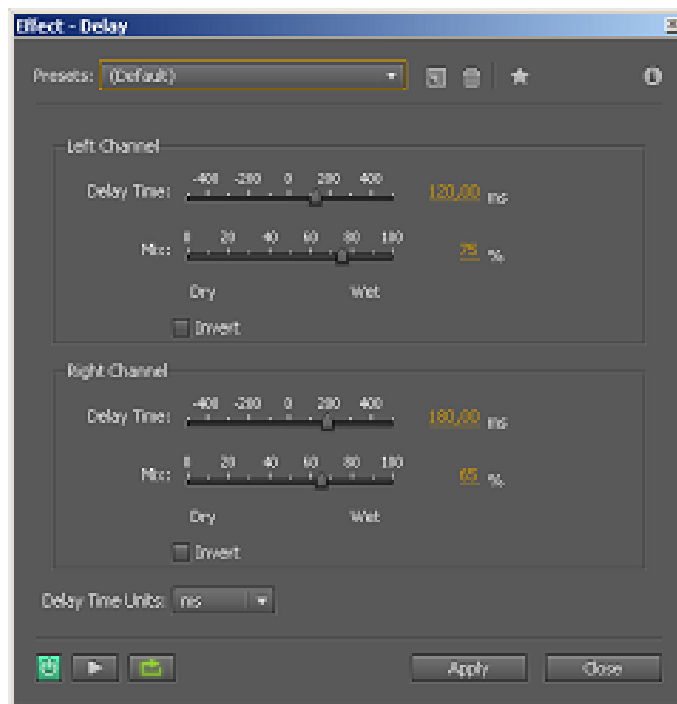 Effect - Delay
Presets: (Default)
Left Channel
-400 -200 0 200 400
Delay Time: 120,00 ms
0 20 40 60 80 100
Mix: 75 %
Dry Wet
Invert
Right Channel
-400 -200 0 200 400
Delay Time: 180,00 ms
0 20 40 60 80 100
Mix: 65 %
Dry Wet
Invert
Delay Time Units: ms
Apply Close